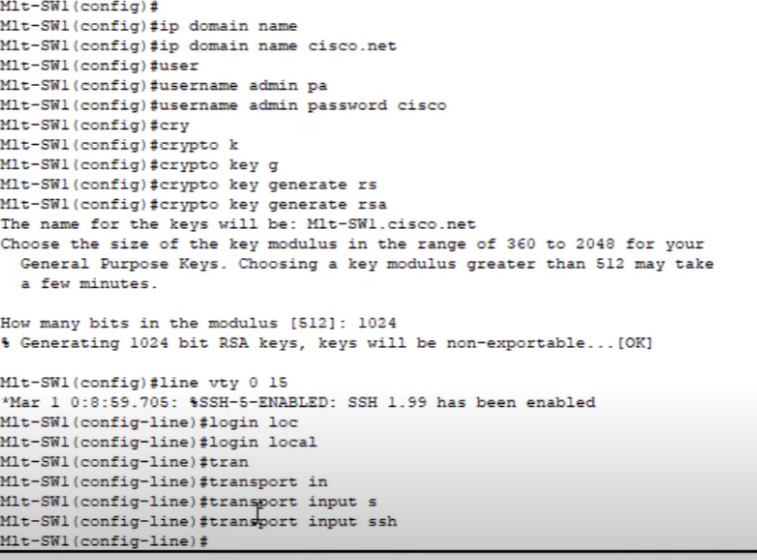 Mlt-SW1(config)#
Mlt-SW1(config)#ip domain name
Mlt-SW1(config)#ip domain name cisco.net
Mlt-SW1(config)#user
Mlt-SW1(config)#username admin pa
Mlt-SW1(config)#username admin password cisco
Mlt-SW1(config)#cry
Mlt-SW1(config)#crypto k
Mlt-SW1(config)#crypto key g
Mlt-SW1(config)#crypto key generate rs
Mlt-SW1(config)#crypto key generate rsa
The name for the keys will be: Mlt-SW1.cisco.net
Choose the size of the key modulus in the range of 360 to 2048 for your
General Purpose Keys. Choosing a key modulus greater than 512 may take
a few minutes.
How many bits in the modulus [512]: 1024
% Generating 1024 bit RSA keys, keys will be non-exportable...[OK]
Mlt-SW1(config)#line vty 0 15
*Mar 1 0:8:59.705: %SSH-5-ENABLED: SSH 1.99 has been enabled
Mlt-SW1(config-line)#login loc
Mlt-SW1(config-line)#login local
Mlt-SW1(config-line)#tran
Mlt-SW1(config-line)#transport in
Mlt-SW1(config-line)#transport input s
Mlt-SW1(config-line)#transport input ssh
Mlt-SW1(config-line)#